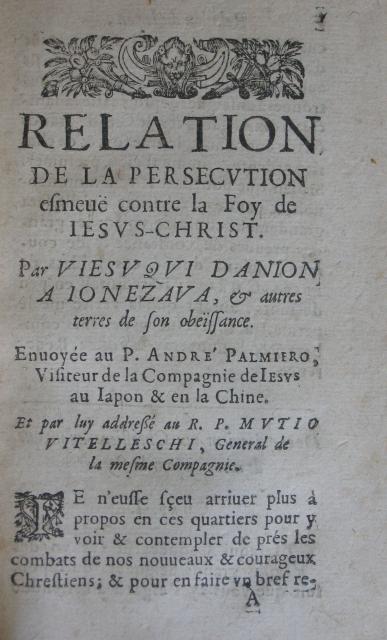 RELATION
DE LA PERSECVTION
eſmeuë contre la Foy de
IESVS-CHRIST.
Par VIESVQVI DANION
A IONEZAVA, & autres
terres de ſon obeïſſance.
Enuoyée au P. ANDRE' PALMIERO,
Viſiteur de la Compagnie de IESVS
au Iapon & en la Chine.
Et par luy addreſſé au R. P. MVTIO
VITELLESCHI, General de
la meſme Compagnie.
IE n'euſſe ſçeu arriuer plus à
propos en ces quartiers pour y
voir & contempler de prés les
combats de nos nouueaux & courageux
Chreſtiens; & pour en faire vn bref re-
A